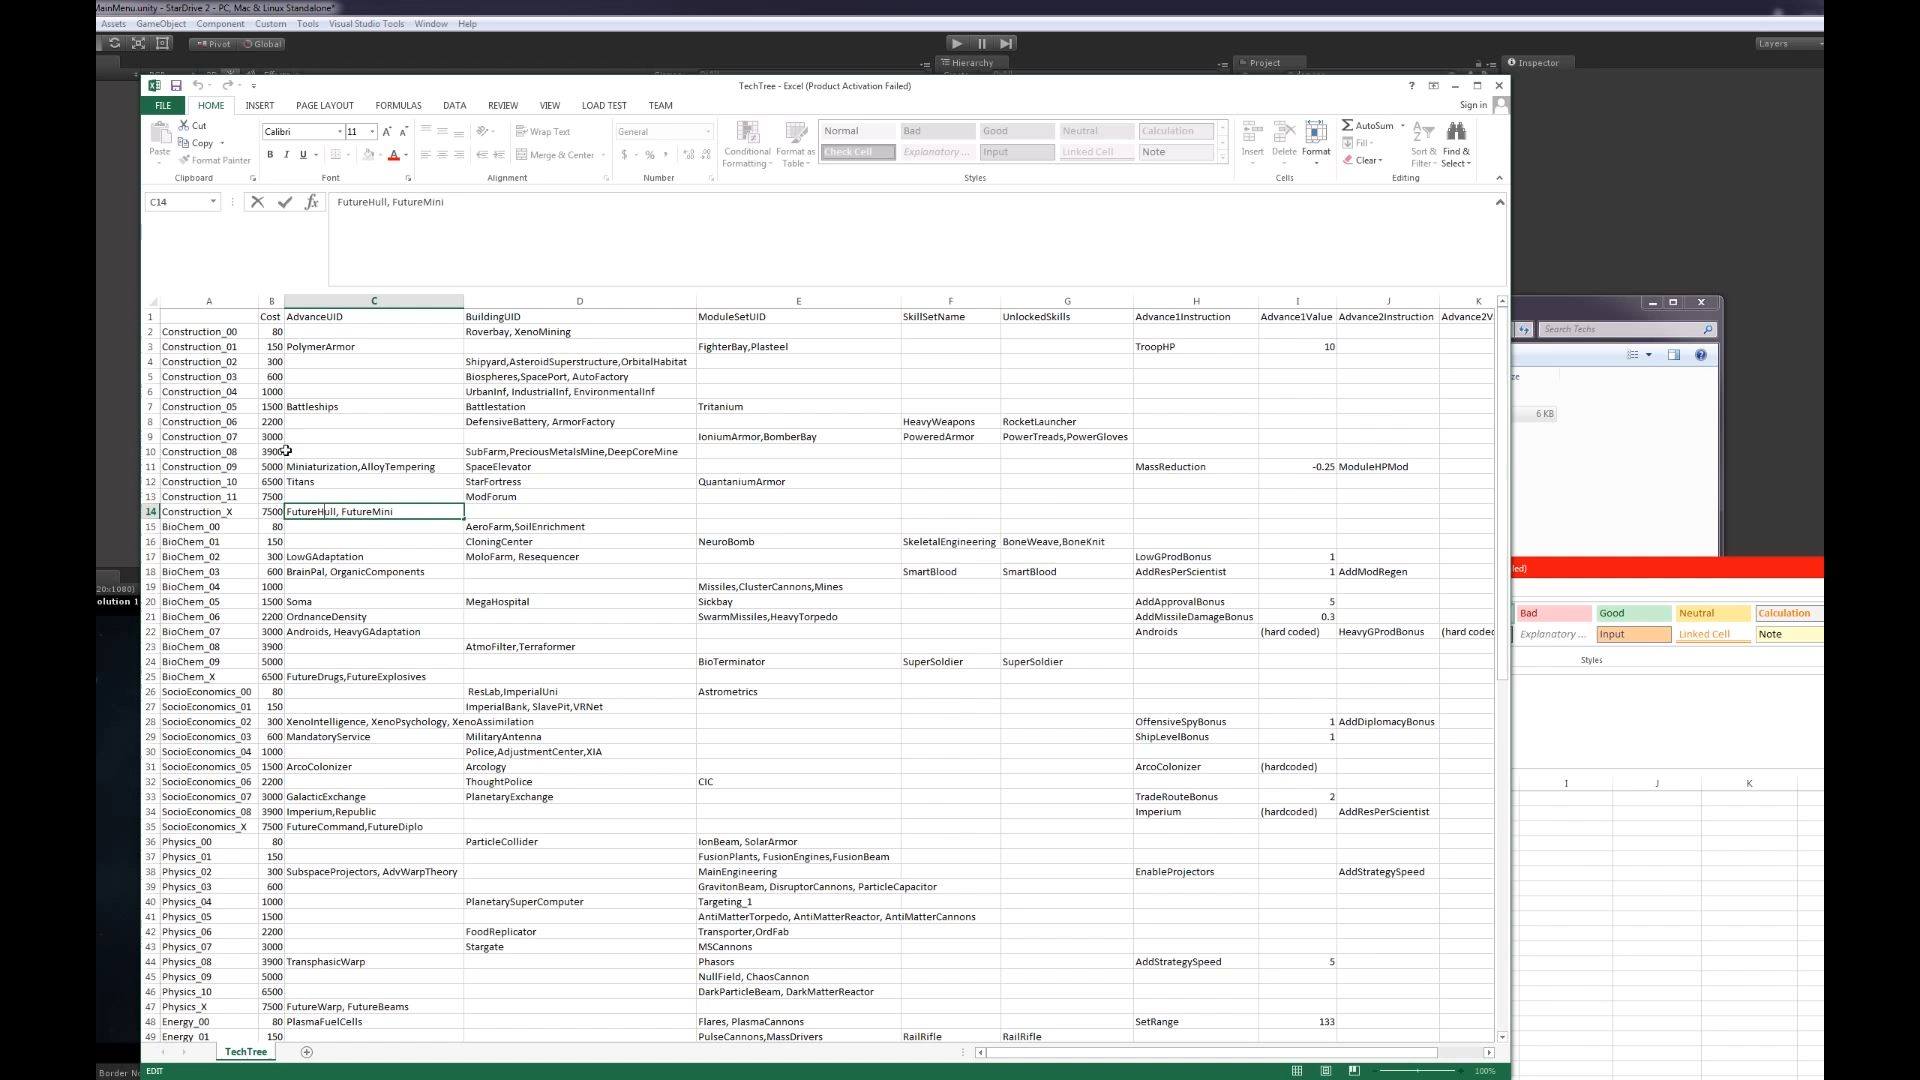 MainMenu.unity - StarDrive 2 - PC, Mac & Linux Standalone*
Assets GameObject Component Custom Tools Visual Studio Tools Window Help
Pivot Global Layers
Hierarchy Project Inspector
TechTree - Excel (Product Activation Failed)
FILE HOME INSERT PAGE LAYOUT FORMULAS DATA REVIEW VIEW LOAD TEST TEAM Sign in
Cut Calibri 11 Wrap Text General Normal Bad Good Neutral Calculation AutoSum
Copy Fill
Paste Format Painter Merge & Center Conditional Formatting Format as Table Check Cell Explanatory ... Input Linked Cell Note Insert Delete Format Clear Sort & Filter Find & Select
Clipboard Font Alignment Number Styles Cells Editing
C14 FutureHull, FutureMini
A B C D E F G H I J K
1 Cost AdvanceUID BuildingUID ModuleSetUID SkillSetName UnlockedSkills Advance1Instruction Advance1Value Advance2Instruction Advance2V
2 Construction_00 80 Roverbay, XenoMining
3 Construction_01 150 PolymerArmor FighterBay,Plasteel TroopHP 10
4 Construction_02 300 Shipyard,AsteroidSuperstructure,OrbitalHabitat
5 Construction_03 600 Biospheres,SpacePort, AutoFactory
6 Construction_04 1000 UrbanInf, IndustrialInf, EnvironmentalInf
7 Construction_05 1500 Battleships Battlestation Tritanium
8 Construction_06 2200 DefensiveBattery, ArmorFactory HeavyWeapons RocketLauncher
9 Construction_07 3000 IoniumArmor,BomberBay PoweredArmor PowerTreads,PowerGloves
10 Construction_08 3900 SubFarm,PreciousMetalsMine,DeepCoreMine
11 Construction_09 5000 Miniaturization,AlloyTempering SpaceElevator MassReduction -0.25 ModuleHPMod
12 Construction_10 6500 Titans StarFortress QuantaniumArmor
13 Construction_11 7500 ModForum
14 Construction_X 7500 FutureHull, FutureMini
15 BioChem_00 80 AeroFarm,SoilEnrichment
16 BioChem_01 150 CloningCenter NeuroBomb SkeletalEngineering BoneWeave,BoneKnit
17 BioChem_02 300 LowGAdaptation MoloFarm, Resequencer LowGProdBonus 1
18 BioChem_03 600 BrainPal, OrganicComponents SmartBlood SmartBlood AddResPerScientist 1 AddModRegen
19 BioChem_04 1000 Missiles,ClusterCannons,Mines
20 BioChem_05 1500 Soma MegaHospital Sickbay AddApprovalBonus 5
21 BioChem_06 2200 OrdnanceDensity SwarmMissiles,HeavyTorpedo AddMissileDamageBonus 0.3
22 BioChem_07 3000 Androids, HeavyGAdaptation Androids (hard coded) HeavyGProdBonus (hard coded
23 BioChem_08 3900 AtmoFilter,Terraformer
24 BioChem_09 5000 BioTerminator SuperSoldier SuperSoldier
25 BioChem_X 6500 FutureDrugs,FutureExplosives
26 SocioEconomics_00 80 ResLab,ImperialUni Astrometrics
27 SocioEconomics_01 150 ImperialBank, SlavePit,VRNet
28 SocioEconomics_02 300 XenoIntelligence, XenoPsychology, XenoAssimilation OffensiveSpyBonus 1 AddDiplomacyBonus
29 SocioEconomics_03 600 MandatoryService MilitaryAntenna ShipLevelBonus 1
30 SocioEconomics_04 1000 Police,AdjustmentCenter,XIA
31 SocioEconomics_05 1500 ArcoColonizer Arcology ArcoColonizer (hardcoded)
32 SocioEconomics_06 2200 ThoughtPolice CIC
33 SocioEconomics_07 3000 GalacticExchange PlanetaryExchange TradeRouteBonus 2
34 SocioEconomics_08 3900 Imperium,Republic Imperium (hardcoded) AddResPerScientist
35 SocioEconomics_X 7500 FutureCommand,FutureDiplo
36 Physics_00 80 ParticleCollider IonBeam, SolarArmor
37 Physics_01 150 FusionPlants, FusionEngines,FusionBeam
38 Physics_02 300 SubspaceProjectors, AdvWarpTheory MainEngineering EnableProjectors AddStrategySpeed
39 Physics_03 600 GravitonBeam, DisruptorCannons, ParticleCapacitor
40 Physics_04 1000 PlanetarySuperComputer Targeting_1
41 Physics_05 1500 AntiMatterTorpedo, AntiMatterReactor, AntiMatterCannons
42 Physics_06 2200 FoodReplicator Transporter,OrdFab
43 Physics_07 3000 Stargate MSCannons
44 Physics_08 3900 TransphasicWarp Phasors AddStrategySpeed 5
45 Physics_09 5000 NullField, ChaosCannon
46 Physics_10 6500 DarkParticleBeam, DarkMatterReactor
47 Physics_X 7500 FutureWarp, FutureBeams
48 Energy_00 80 PlasmaFuelCells Flares, PlasmaCannons SetRange 133
49 Energy_01 150 PulseCannons,MassDrivers RailRifle RailRifle
TechTree
EDIT 100%
Search Techs
ze
6 KB
led)
Bad Good Neutral Calculation
Explanatory ... Input Linked Cell Note
Styles
I J K
20x1080)
olution 1
Border No